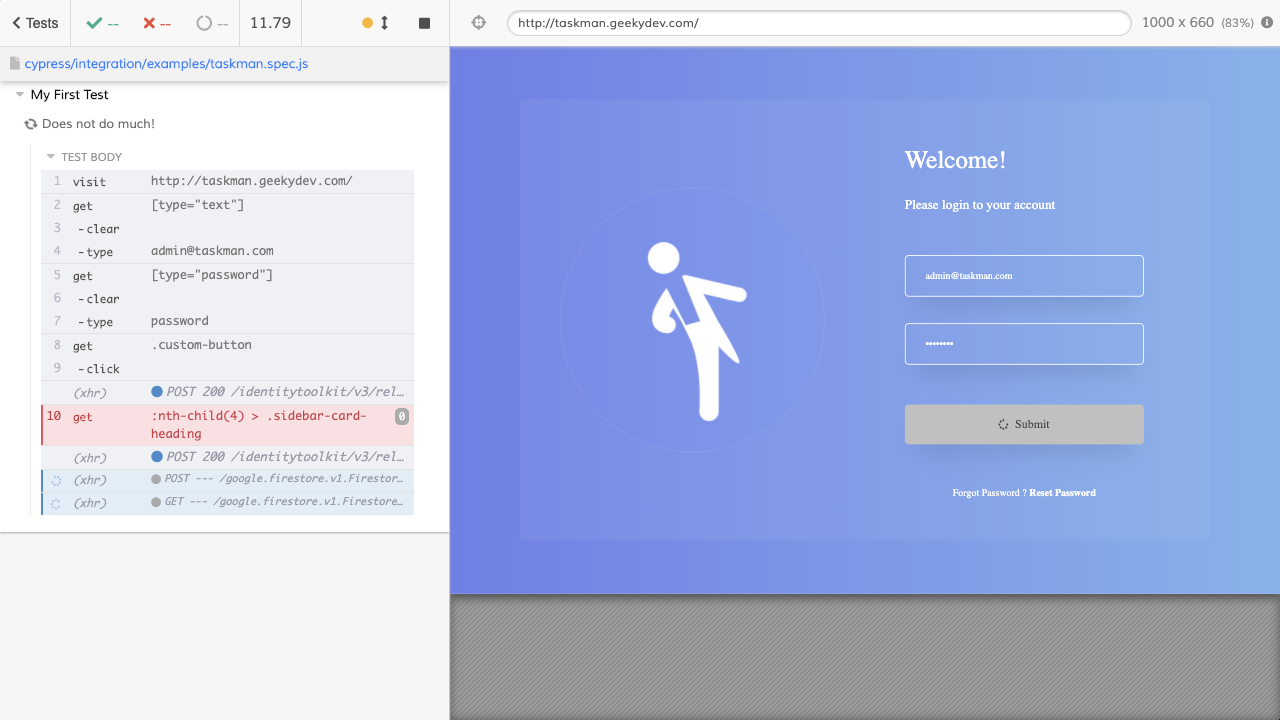 Tests
--
--
--
11.79
http://taskman.geekydev.com/
1000 x 660 (83%)
cypress/integration/examples/taskman.spec.js
My First Test
Does not do much!
TEST BODY
1 visit http://taskman.geekydev.com/
2 get [type="text"]
3 -clear
4 -type admin@taskman.com
5 get [type="password"]
6 -clear
7 -type password
8 get .custom-button
9 -click
(xhr) POST 200 /identitytoolkit/v3/rel…
10 get :nth-child(4) > .sidebar-card-
heading 0
(xhr) POST 200 /identitytoolkit/v3/rel…
(xhr) POST --- /google.firestore.v1.Firestor…
(xhr) GET --- /google.firestore.v1.Firestore…
Welcome!
Please login to your account
admin@taskman.com
••••••••
Submit
Forgot Password ? Reset Password